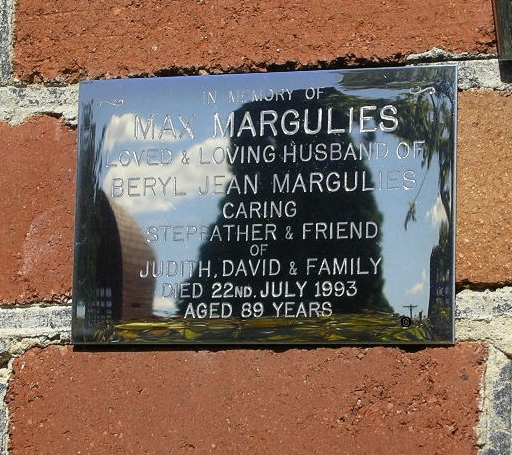 IN MEMORY OF
MAX MARGULIES
LOVED & LOVING HUSBAND OF
BERYL JEAN MARGULIES
CARING
STEPFATHER & FRIEND
OF
JUDITH, DAVID & FAMILY
DIED 22ND. JULY 1993
AGED 89 YEARS